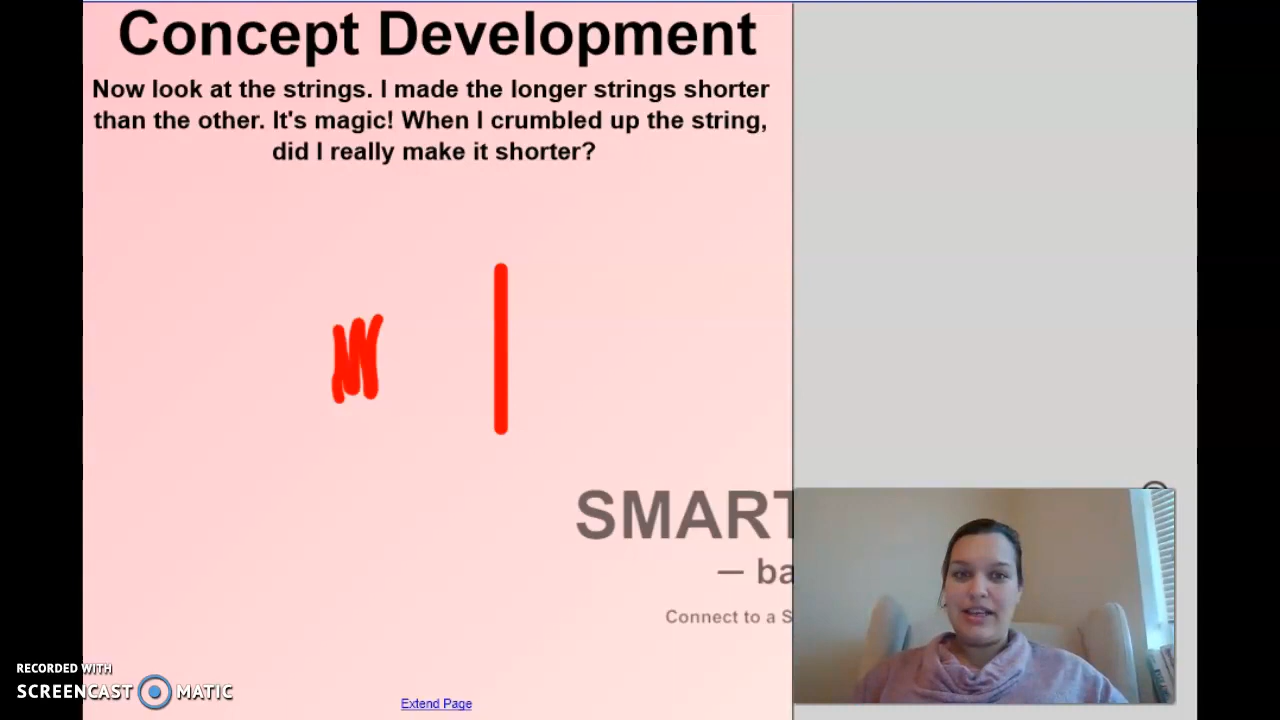 Concept Development
Now look at the strings. I made the longer strings shorter
than the other. It's magic! When I crumbled up the string,
did I really make it shorter?
SMART
— ba
Connect to a S
RECORDED WITH
SCREENCAST MATIC
Extend Page